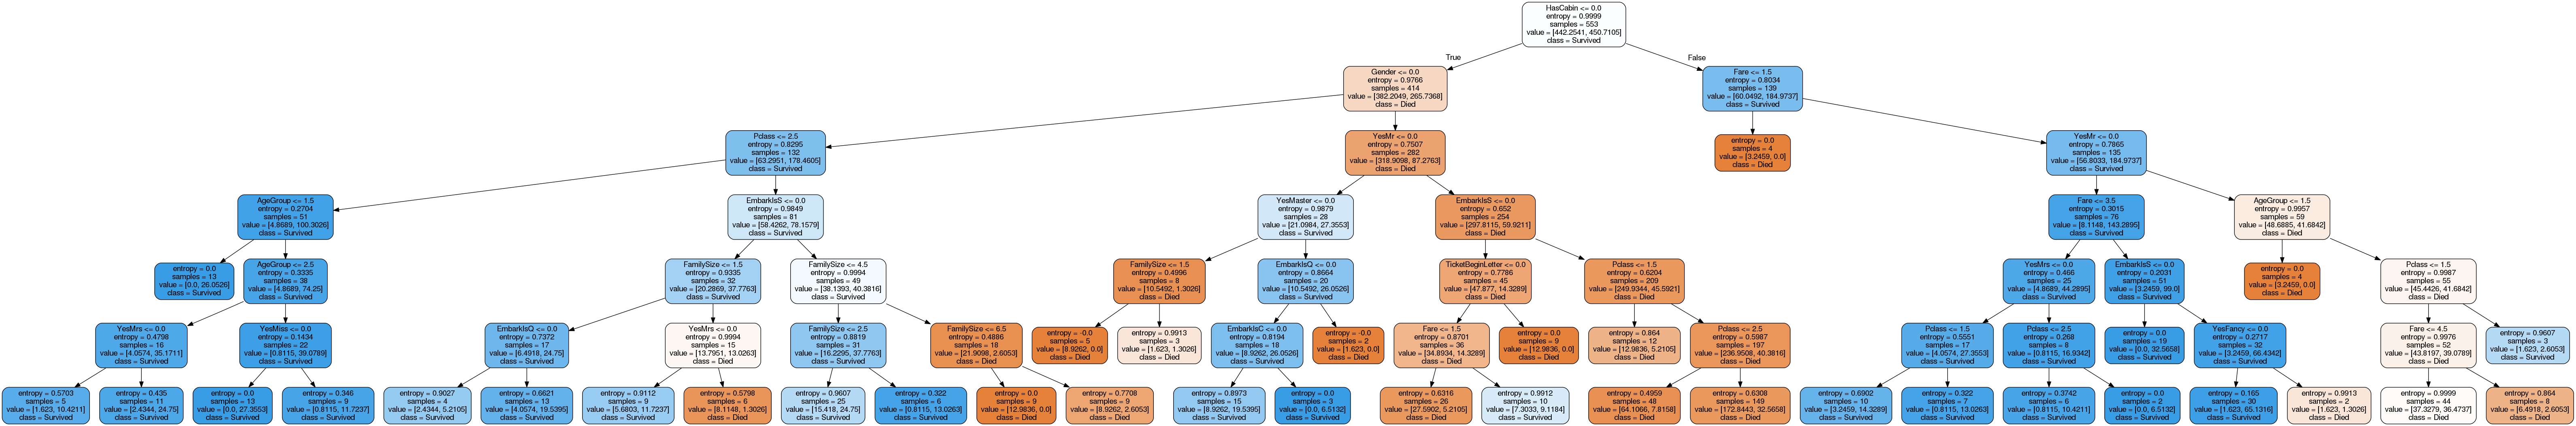 HasCabin <= 0.0
entropy = 0.9999
samples = 553
value = [442.2541, 450.7105]
class = Survived
True
False
Gender <= 0.0
entropy = 0.9766
samples = 414
value = [382.2049, 265.7368]
class = Died
Fare <= 1.5
entropy = 0.8034
samples = 139
value = [60.0492, 184.9737]
class = Survived
Pclass <= 2.5
entropy = 0.8295
samples = 132
value = [63.2951, 178.4605]
class = Survived
YesMr <= 0.0
entropy = 0.7507
samples = 282
value = [318.9098, 87.2763]
class = Died
entropy = 0.0
samples = 4
value = [3.2459, 0.0]
class = Died
YesMr <= 0.0
entropy = 0.7865
samples = 135
value = [56.8033, 184.9737]
class = Survived
AgeGroup <= 1.5
entropy = 0.2704
samples = 51
value = [4.8689, 100.3026]
class = Survived
EmbarkIsS <= 0.0
entropy = 0.9849
samples = 81
value = [58.4262, 78.1579]
class = Survived
YesMaster <= 0.0
entropy = 0.9879
samples = 28
value = [21.0984, 27.3553]
class = Survived
EmbarkIsS <= 0.0
entropy = 0.652
samples = 254
value = [297.8115, 59.9211]
class = Died
Fare <= 3.5
entropy = 0.3015
samples = 76
value = [8.1148, 143.2895]
class = Survived
AgeGroup <= 1.5
entropy = 0.9957
samples = 59
value = [48.6885, 41.6842]
class = Died
entropy = 0.0
samples = 13
value = [0.0, 26.0526]
class = Survived
AgeGroup <= 2.5
entropy = 0.3335
samples = 38
value = [4.8689, 74.25]
class = Survived
FamilySize <= 1.5
entropy = 0.9335
samples = 32
value = [20.2869, 37.7763]
class = Survived
FamilySize <= 4.5
entropy = 0.9994
samples = 49
value = [38.1393, 40.3816]
class = Survived
FamilySize <= 1.5
entropy = 0.4996
samples = 8
value = [10.5492, 1.3026]
class = Died
EmbarkIsQ <= 0.0
entropy = 0.8664
samples = 20
value = [10.5492, 26.0526]
class = Survived
TicketBeginLetter <= 0.0
entropy = 0.7786
samples = 45
value = [47.877, 14.3289]
class = Died
Pclass <= 1.5
entropy = 0.6204
samples = 209
value = [249.9344, 45.5921]
class = Died
YesMrs <= 0.0
entropy = 0.466
samples = 25
value = [4.8689, 44.2895]
class = Survived
EmbarkIsS <= 0.0
entropy = 0.2031
samples = 51
value = [3.2459, 99.0]
class = Survived
entropy = 0.0
samples = 4
value = [3.2459, 0.0]
class = Died
Pclass <= 1.5
entropy = 0.9987
samples = 55
value = [45.4426, 41.6842]
class = Died
YesMrs <= 0.0
entropy = 0.4798
samples = 16
value = [4.0574, 35.1711]
class = Survived
YesMiss <= 0.0
entropy = 0.1434
samples = 22
value = [0.8115, 39.0789]
class = Survived
EmbarkIsQ <= 0.0
entropy = 0.7372
samples = 17
value = [6.4918, 24.75]
class = Survived
YesMrs <= 0.0
entropy = 0.9994
samples = 15
value = [13.7951, 13.0263]
class = Died
FamilySize <= 2.5
entropy = 0.8819
samples = 31
value = [16.2295, 37.7763]
class = Survived
FamilySize <= 6.5
entropy = 0.4886
samples = 18
value = [21.9098, 2.6053]
class = Died
entropy = -0.0
samples = 5
value = [8.9262, 0.0]
class = Died
entropy = 0.9913
samples = 3
value = [1.623, 1.3026]
class = Died
EmbarkIsC <= 0.0
entropy = 0.8194
samples = 18
value = [8.9262, 26.0526]
class = Survived
entropy = -0.0
samples = 2
value = [1.623, 0.0]
class = Died
Fare <= 1.5
entropy = 0.8701
samples = 36
value = [34.8934, 14.3289]
class = Died
entropy = 0.0
samples = 9
value = [12.9836, 0.0]
class = Died
entropy = 0.864
samples = 12
value = [12.9836, 5.2105]
class = Died
Pclass <= 2.5
entropy = 0.5987
samples = 197
value = [236.9508, 40.3816]
class = Died
Pclass <= 1.5
entropy = 0.5551
samples = 17
value = [4.0574, 27.3553]
class = Survived
Pclass <= 2.5
entropy = 0.268
samples = 8
value = [0.8115, 16.9342]
class = Survived
entropy = 0.0
samples = 19
value = [0.0, 32.5658]
class = Survived
YesFancy <= 0.0
entropy = 0.2717
samples = 32
value = [3.2459, 66.4342]
class = Survived
Fare <= 4.5
entropy = 0.9976
samples = 52
value = [43.8197, 39.0789]
class = Died
entropy = 0.9607
samples = 3
value = [1.623, 2.6053]
class = Survived
entropy = 0.5703
samples = 5
value = [1.623, 10.4211]
class = Survived
entropy = 0.435
samples = 11
value = [2.4344, 24.75]
class = Survived
entropy = 0.0
samples = 13
value = [0.0, 27.3553]
class = Survived
entropy = 0.346
samples = 9
value = [0.8115, 11.7237]
class = Survived
entropy = 0.9027
samples = 4
value = [2.4344, 5.2105]
class = Survived
entropy = 0.6621
samples = 13
value = [4.0574, 19.5395]
class = Survived
entropy = 0.9112
samples = 9
value = [5.6803, 11.7237]
class = Survived
entropy = 0.5798
samples = 6
value = [8.1148, 1.3026]
class = Died
entropy = 0.9607
samples = 25
value = [15.418, 24.75]
class = Survived
entropy = 0.322
samples = 6
value = [0.8115, 13.0263]
class = Survived
entropy = 0.0
samples = 9
value = [12.9836, 0.0]
class = Died
entropy = 0.7708
samples = 9
value = [8.9262, 2.6053]
class = Died
entropy = 0.8973
samples = 15
value = [8.9262, 19.5395]
class = Survived
entropy = 0.0
samples = 3
value = [0.0, 6.5132]
class = Survived
entropy = 0.6316
samples = 26
value = [27.5902, 5.2105]
class = Died
entropy = 0.9912
samples = 10
value = [7.3033, 9.1184]
class = Survived
entropy = 0.4959
samples = 48
value = [64.1066, 7.8158]
class = Died
entropy = 0.6308
samples = 149
value = [172.8443, 32.5658]
class = Died
entropy = 0.6902
samples = 10
value = [3.2459, 14.3289]
class = Survived
entropy = 0.322
samples = 7
value = [0.8115, 13.0263]
class = Survived
entropy = 0.3742
samples = 6
value = [0.8115, 10.4211]
class = Survived
entropy = 0.0
samples = 2
value = [0.0, 6.5132]
class = Survived
entropy = 0.165
samples = 30
value = [1.623, 65.1316]
class = Survived
entropy = 0.9913
samples = 2
value = [1.623, 1.3026]
class = Died
entropy = 0.9999
samples = 44
value = [37.3279, 36.4737]
class = Died
entropy = 0.864
samples = 8
value = [6.4918, 2.6053]
class = Died